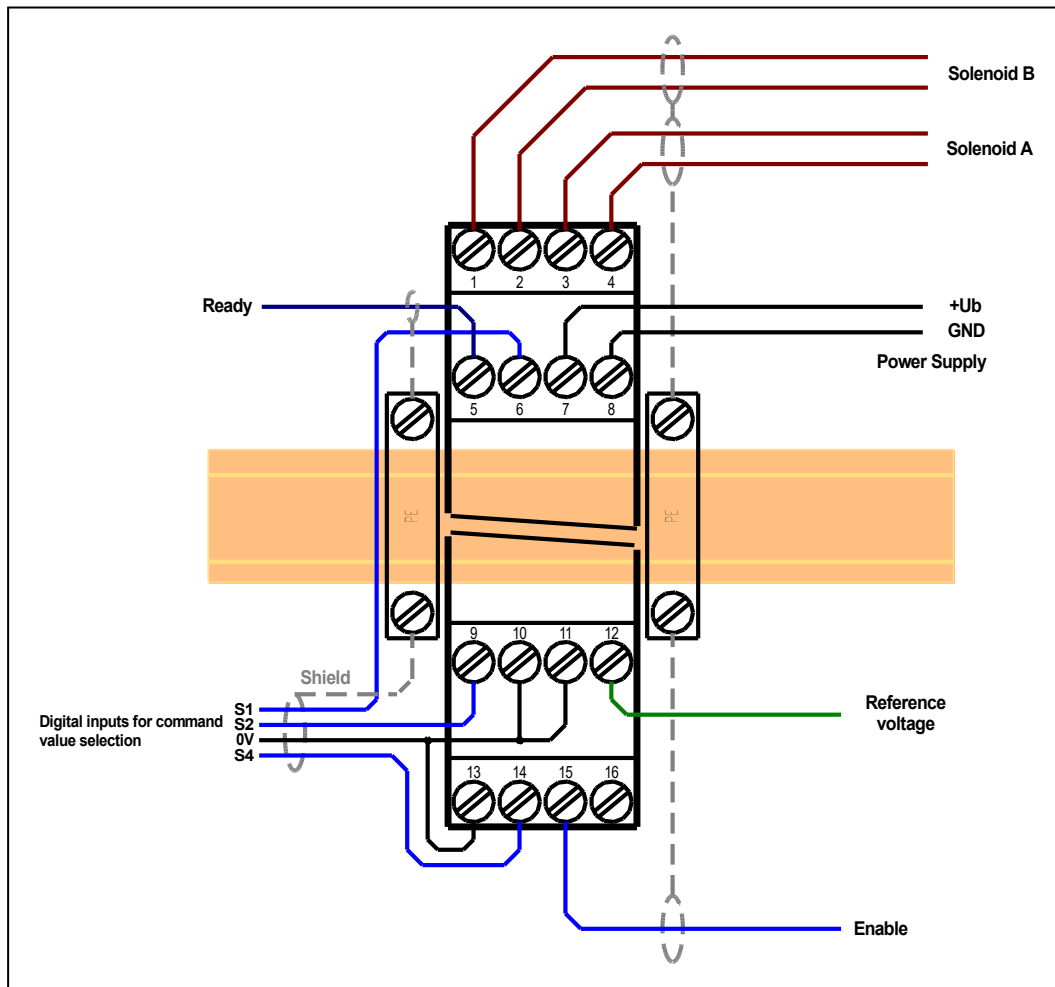 Solenoid B
Solenoid A
1 2 3 4
Ready
+Ub
GND
Power Supply
5 6 7 8
PE
PE
9 10 11 12
Shield
S1
Digital inputs for command
value selection
S2
0V
S4
Reference
voltage
13 14 15 16
Enable